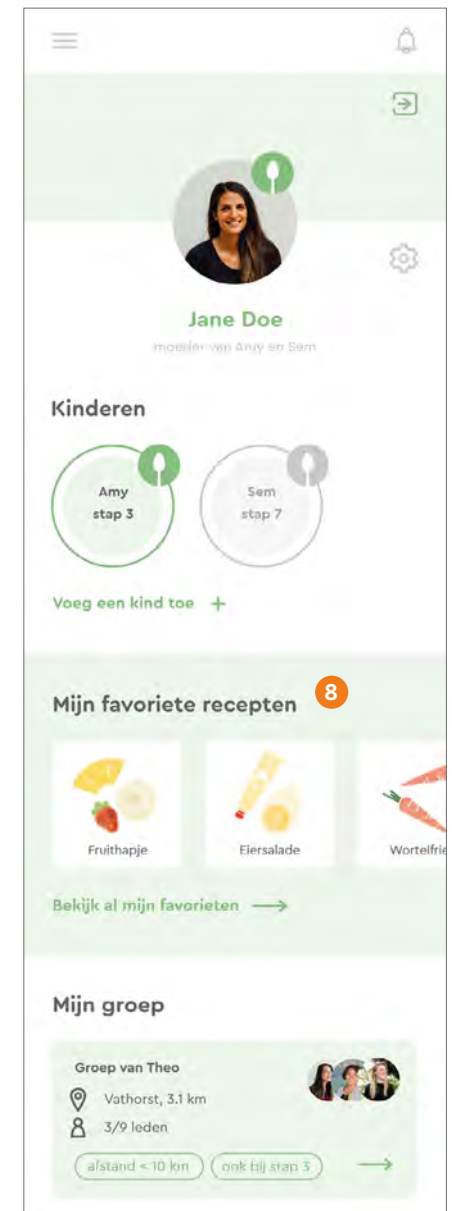 Jane Doe
moeder van Amy en Sem
Kinderen
Amy
stap 3
Sem
stap 7
Voeg een kind toe +
Mijn favoriete recepten
8
Fruithapje
Eiersalade
Wortelfrie
Bekijk al mijn favorieten
Mijn groep
Groep van Theo
Vathorst, 3.1 km
3/9 leden
afstand < 10 km
ook bij stap 3